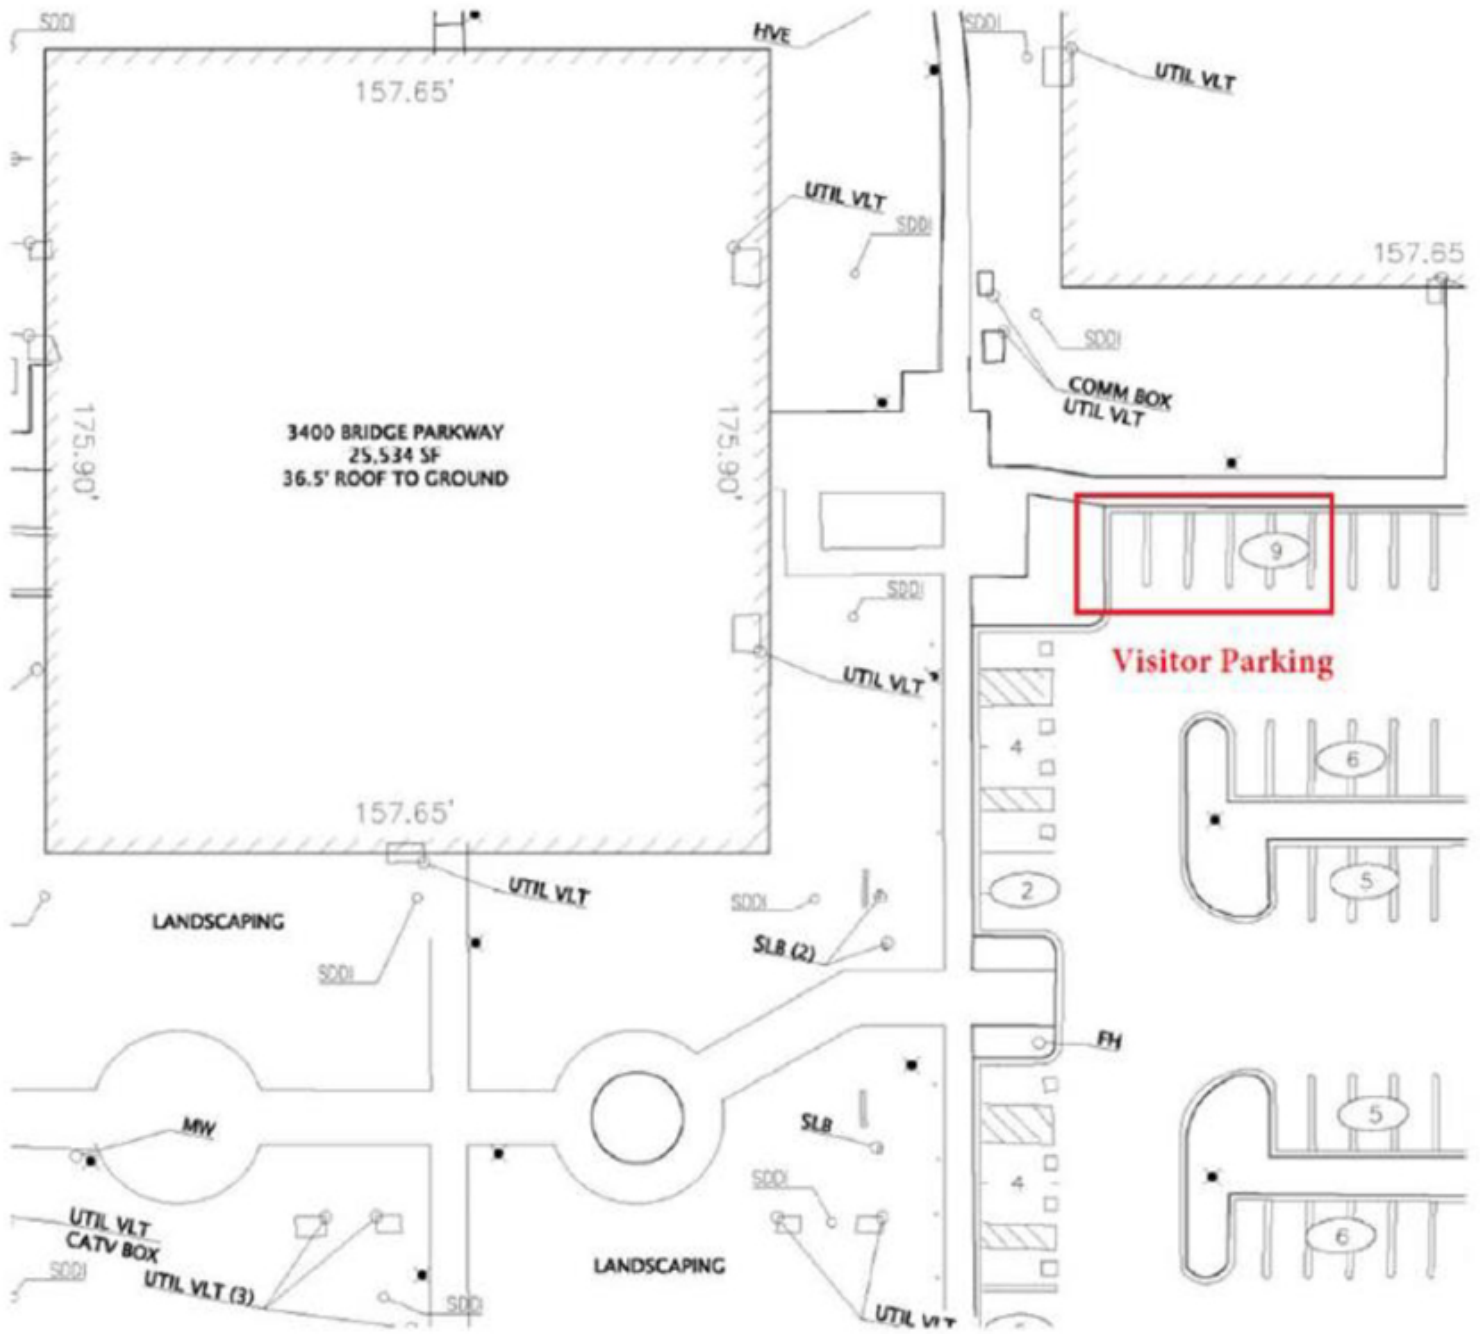 SDDI
HVE
SDDI
UTIL VLT
157.65'
UTIL VLT
SDDI
157.65
SDDI
COMM BOX
UTIL VLT
175.90'
3400 BRIDGE PARKWAY
25,534 SF
36.5' ROOF TO GROUND
175.90'
9
SDDI
Visitor Parking
UTIL VLT
4
6
157.65'
UTIL VLT
2
5
LANDSCAPING
SDDI
SLB (2)
SDDI
FH
MW
SLB
5
SDDI
4
UTIL VLT
CATV BOX
6
SDDI
UTIL VLT (3)
LANDSCAPING
SDDI
UTIL VLT